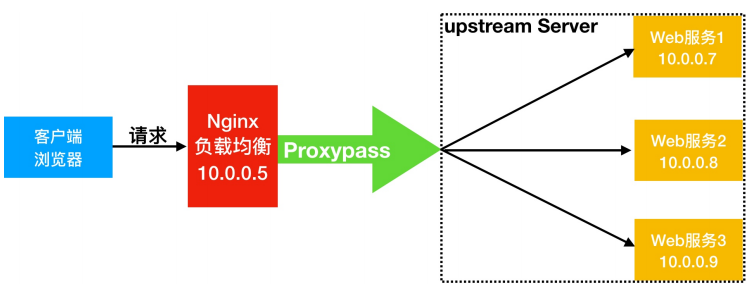 客户端
浏览器
请求
Nginx
负载均衡
10.0.0.5
Proxypass
upstream Server
Web服务1
10.0.0.7
Web服务2
10.0.0.8
Web服务3
10.0.0.9